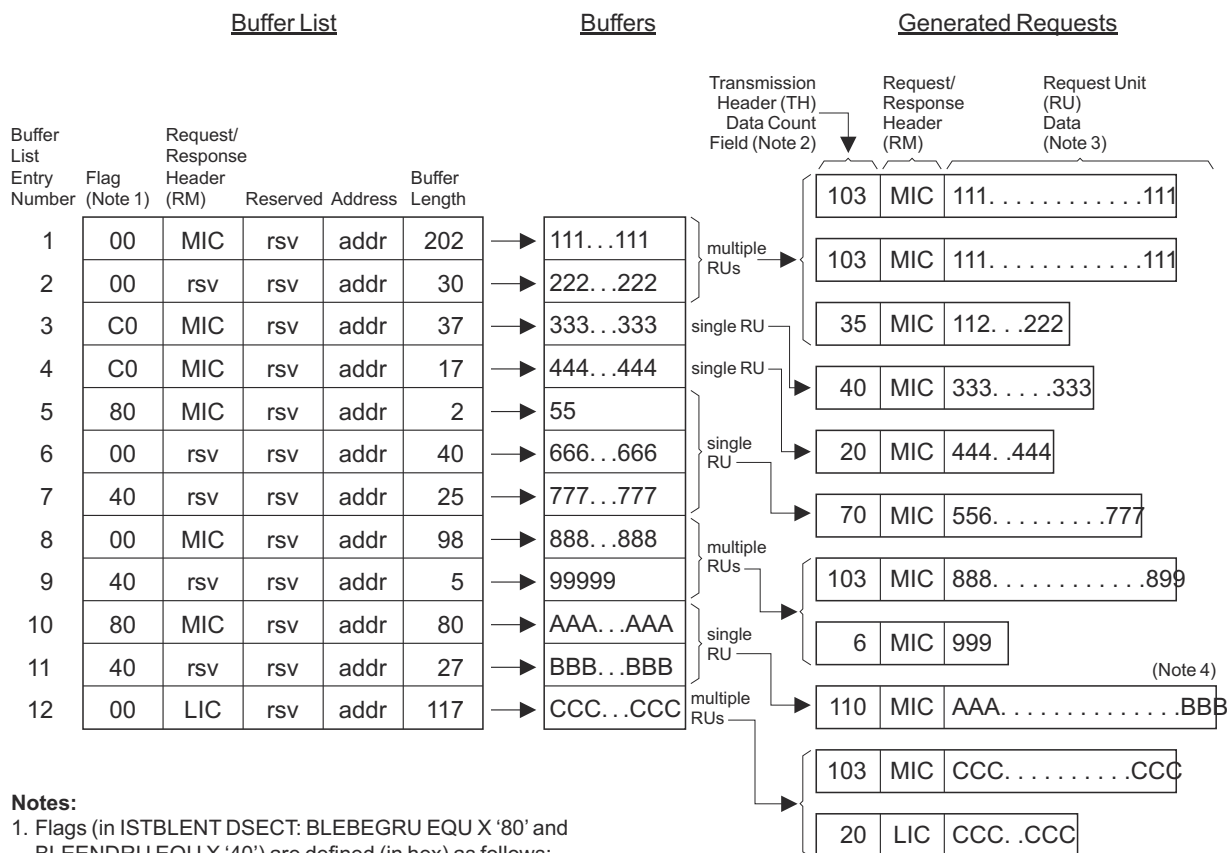 Buffer List
Buffers
Generated Requests
Transmission
Header (TH)
Data Count
Field (Note 2)
Request/
Response
Header
(RM)
Request Unit
(RU)
Data
(Note 3)
Buffer
List
Entry
Number
Flag
(Note 1)
Request/
Response
Header
(RM)
Reserved
Address
Buffer
Length
1 00 MIC rsv addr 202 111. . .111
2 00 rsv rsv addr 30 222. . .222
3 C0 MIC rsv addr 37 333. . .333
4 C0 MIC rsv addr 17 444. . .444
5 80 MIC rsv addr 2 55
6 00 rsv rsv addr 40 666. . .666
7 40 rsv rsv addr 25 777. . .777
8 00 MIC rsv addr 98 888. . .888
9 40 rsv rsv addr 5 99999
10 80 MIC rsv addr 80 AAA. . .AAA
11 40 rsv rsv addr 27 BBB. . .BBB
12 00 LIC rsv addr 117 CCC. . .CCC
multiple
RUs
single RU
single RU
single
RU
multiple
RUs
single
RU
multiple
RUs
103 MIC 111. . . . . . . . . . . .111
103 MIC 111. . . . . . . . . . . .111
35 MIC 112. . .222
40 MIC 333. . . . .333
20 MIC 444. .444
70 MIC 556. . . . . . . . .777
103 MIC 888. . . . . . . . . . . .899
6 MIC 999
(Note 4)
110 MIC AAA. . . . . . . . . . . . . .BBB
103 MIC CCC. . . . . . . . . .CCC
20 LIC CCC. .CCC
Notes:
1. Flags (in ISTBLENT DSECT: BLEBEGRU EQU X ‘80’ and
BLEENDRU EQU X ‘40’) are defined (in hex) as follows: